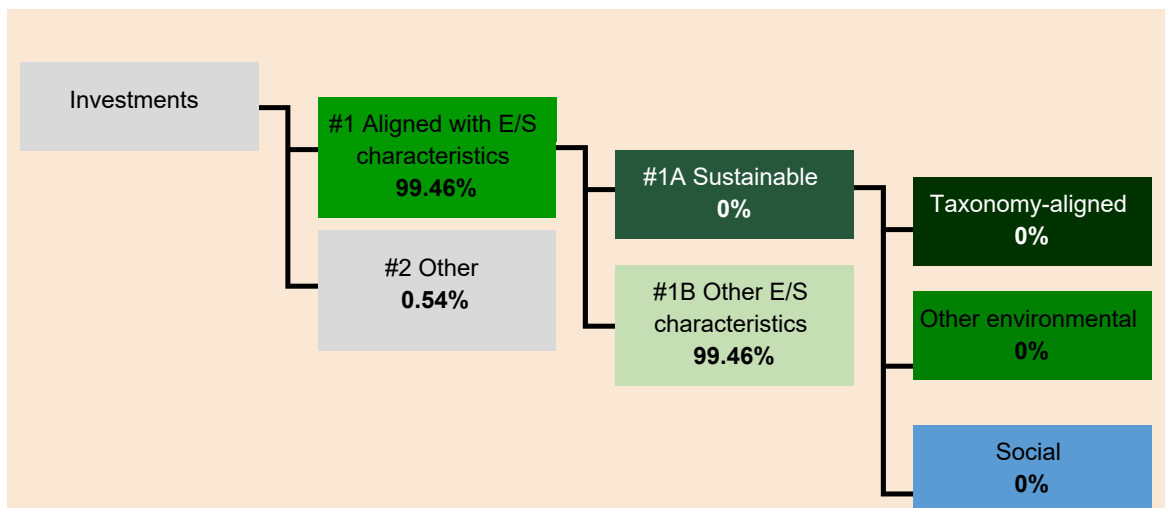 Investments
#1 Aligned with E/S
characteristics
99.46%
#2 Other
0.54%
#1A Sustainable
0%
#1B Other E/S
characteristics
99.46%
Taxonomy-aligned
0%
Other environmental
0%
Social
0%